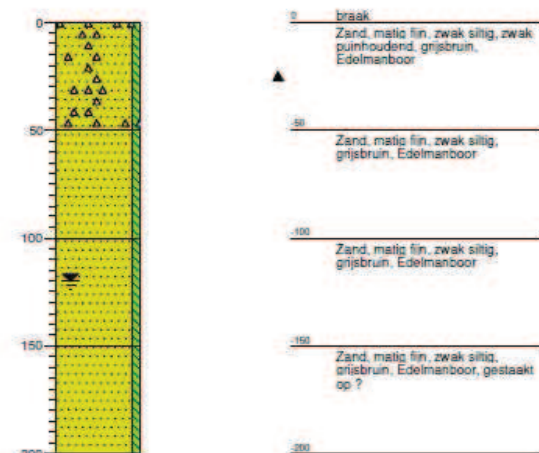 0
50
100
150
200
0
braak
Zand, matig fijn, zwak siltig, zwak
puinhoudend, grijsbruin,
Edelmanboor
-50
Zand, matig fijn, zwak siltig,
grijsbruin, Edelmanboor
-100
Zand, matig fijn, zwak siltig,
grijsbruin, Edelmanboor
-150
Zand, matig fijn, zwak siltig,
grijsbruin, Edelmanboor, gestaakt
op ?
-200